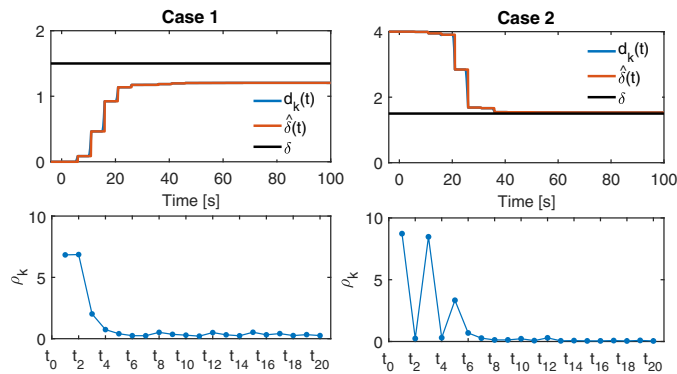 Case 1
2
1
0
d_k(t)
δ̂(t)
δ
0 20 40 60 80 100
Time [s]
Case 2
4
2
0
d_k(t)
δ̂(t)
δ
0 20 40 60 80 100
Time [s]
10
5
0
ρ_k
t_0 t_2 t_4 t_6 t_8 t_10 t_12 t_14 t_16 t_18 t_20
10
5
0
ρ_k
t_0 t_2 t_4 t_6 t_8 t_10 t_12 t_14 t_16 t_18 t_20